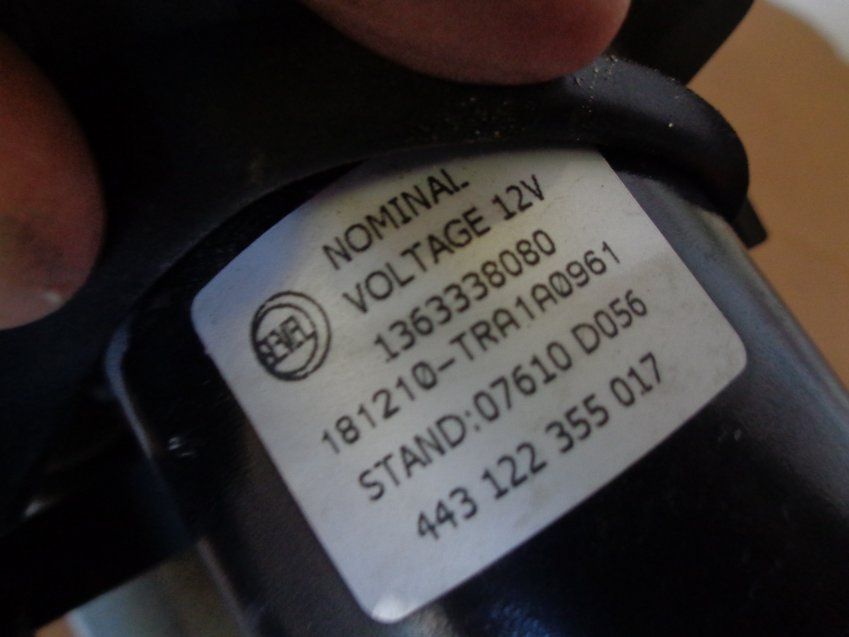 NOMINAL
VOLTAGE 12V
1363338080
181210-TRA1A0961
STAND:07610 D056
443 122 355 017